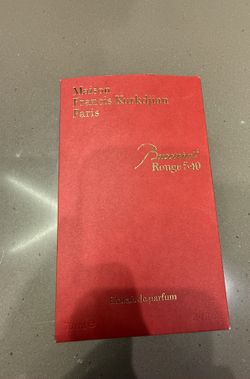 Maison
Francis Kurkdjian
Paris
Baccarat
Rouge 540
Extrait de parfum